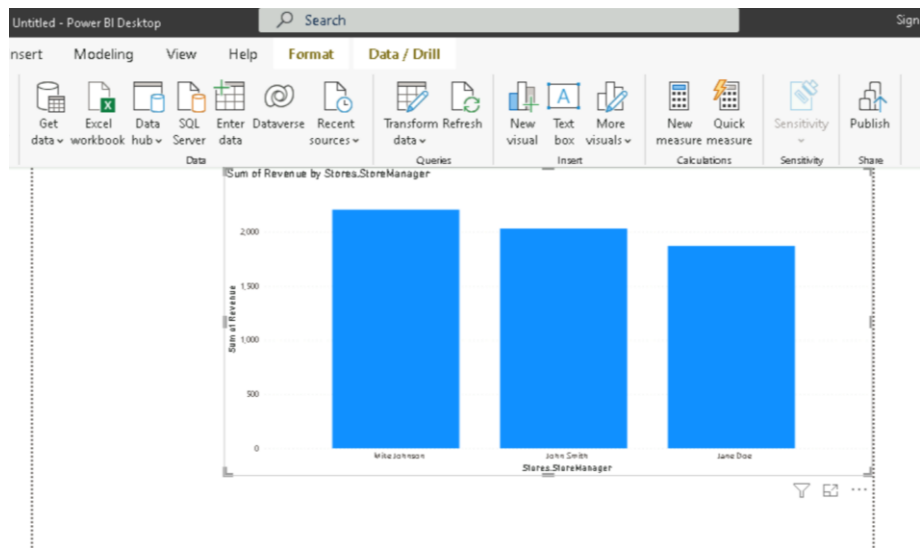 Untitled - Power BI Desktop
Search
Sign
nsert Modeling View Help Format Data / Drill
Get data
Excel workbook
Data hub
SQL Server
Enter data
Dataverse
Recent sources
Transform data
Refresh
New visual
Text box
More visuals
New measure
Quick measure
Sensitivity
Publish
Data Queries Insert Calculations Sensitivity Share
Sum of Revenue by Stores.StoreManager
2,000
1,500
1,000
500
0
Sum of Revenue
Mike Johnson John Smith Jane Doe
Stores.StoreManager